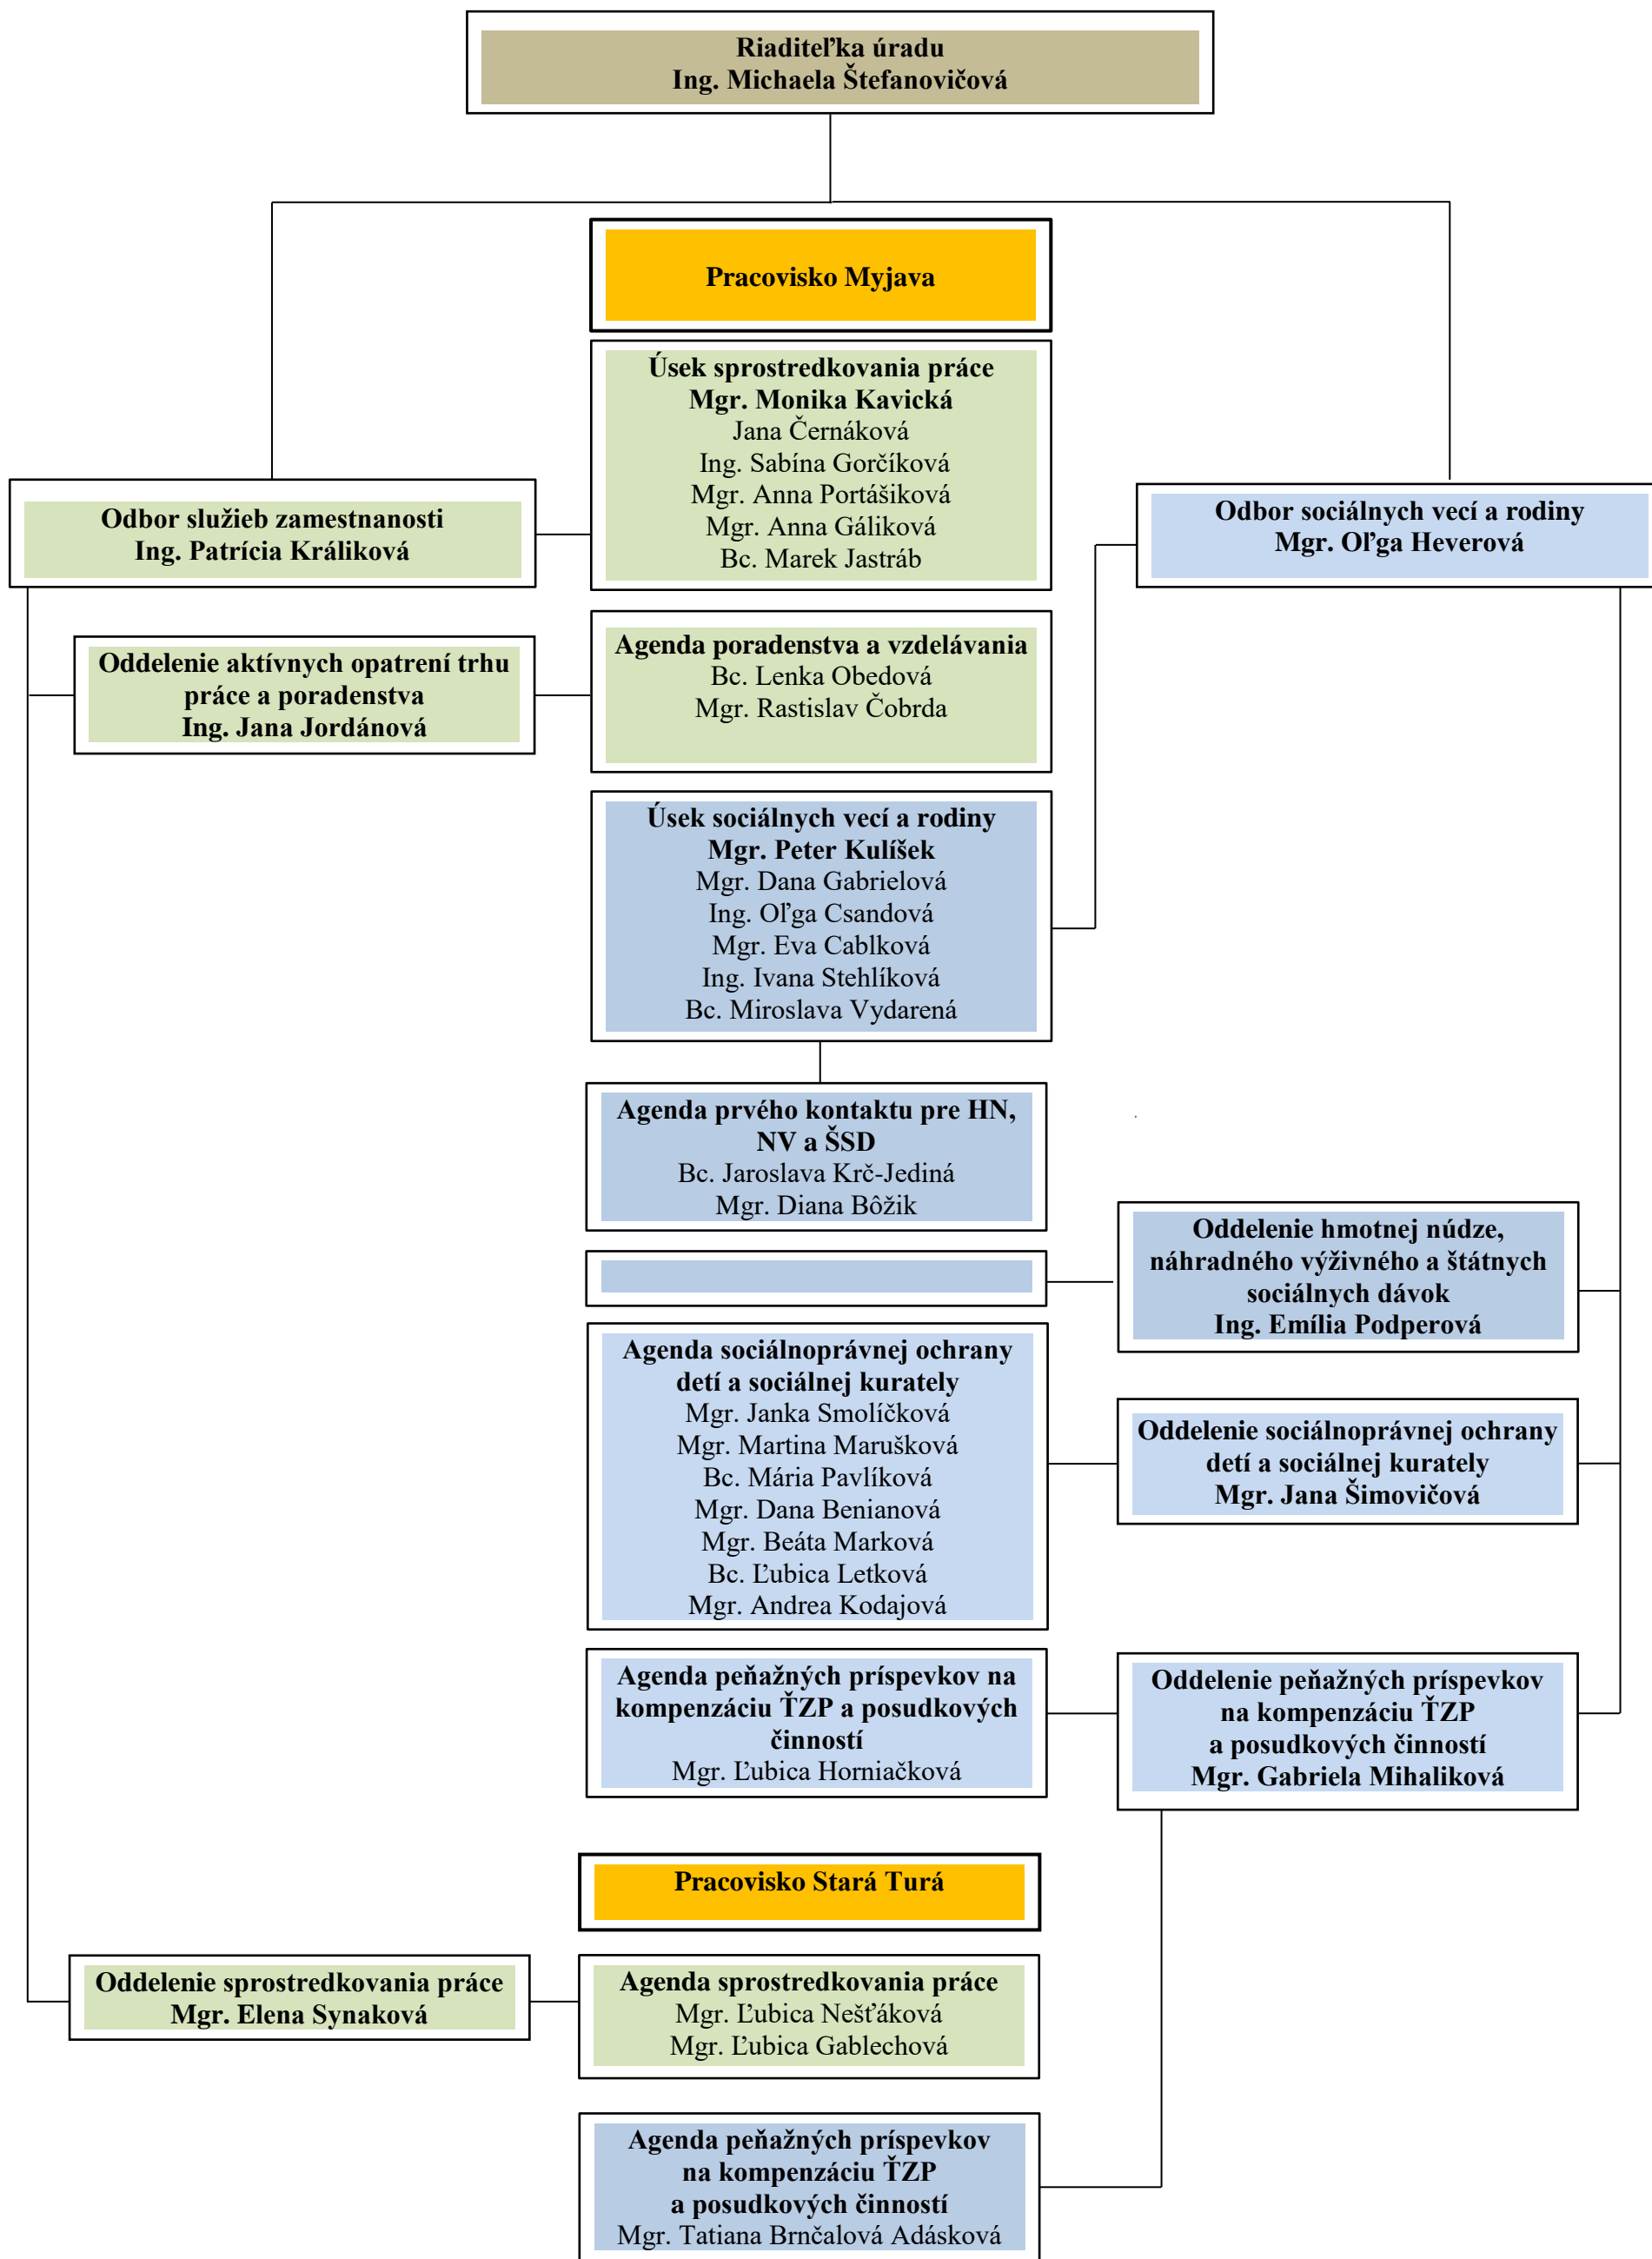 Riaditeľka úradu
Ing. Michaela Štefanovičová
Pracovisko Myjava
Úsek sprostredkovania práce
Mgr. Monika Kavická
Jana Černáková
Ing. Sabína Gorčíková
Mgr. Anna Portášiková
Mgr. Anna Gáliková
Bc. Marek Jastráb
Odbor služieb zamestnanosti
Ing. Patrícia Králiková
Odbor sociálnych vecí a rodiny
Mgr. Oľga Heverová
Oddelenie aktívnych opatrení trhu
práce a poradenstva
Ing. Jana Jordánová
Agenda poradenstva a vzdelávania
Bc. Lenka Obedová
Mgr. Rastislav Čobrda
Úsek sociálnych vecí a rodiny
Mgr. Peter Kulíšek
Mgr. Dana Gabrielová
Ing. Oľga Csandová
Mgr. Eva Cablková
Ing. Ivana Stehlíková
Bc. Miroslava Vydarená
Agenda prvého kontaktu pre HN,
NV a ŠSD
Bc. Jaroslava Krč-Jediná
Mgr. Diana Bôžik
Oddelenie hmotnej núdze,
náhradného výživného a štátnych
sociálnych dávok
Ing. Emília Podperová
Agenda sociálnoprávnej ochrany
detí a sociálnej kurately
Mgr. Janka Smolíčková
Mgr. Martina Marušková
Bc. Mária Pavlíková
Mgr. Dana Benianová
Mgr. Beáta Marková
Bc. Ľubica Letková
Mgr. Andrea Kodajová
Oddelenie sociálnoprávnej ochrany
detí a sociálnej kurately
Mgr. Jana Šimovičová
Agenda peňažných príspevkov na
kompenzáciu ŤZP a posudkových
činností
Mgr. Ľubica Horniačková
Oddelenie peňažných príspevkov
na kompenzáciu ŤZP
a posudkových činností
Mgr. Gabriela Mihaliková
Pracovisko Stará Turá
Oddelenie sprostredkovania práce
Mgr. Elena Synaková
Agenda sprostredkovania práce
Mgr. Ľubica Nešťáková
Mgr. Ľubica Gablechová
Agenda peňažných príspevkov
na kompenzáciu ŤZP
a posudkových činností
Mgr. Tatiana Brnčalová Adásková